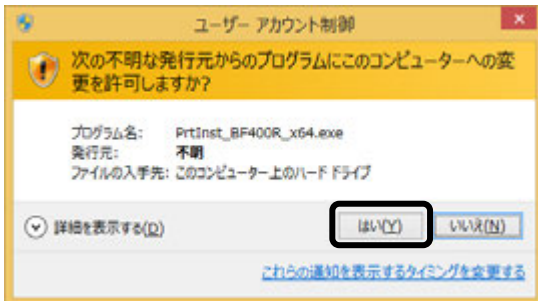 ユーザー アカウント制御
次の不明な発行元からのプログラムにこのコンピューターへの変
更を許可しますか?
プログラム名: PrtInst_BF400R_x64.exe
発行元: 不明
ファイルの入手先: このコンピューター上のハード ドライブ
詳細を表示する(D) はい(Y) いいえ(N)
これらの通知を表示するタイミングを変更する